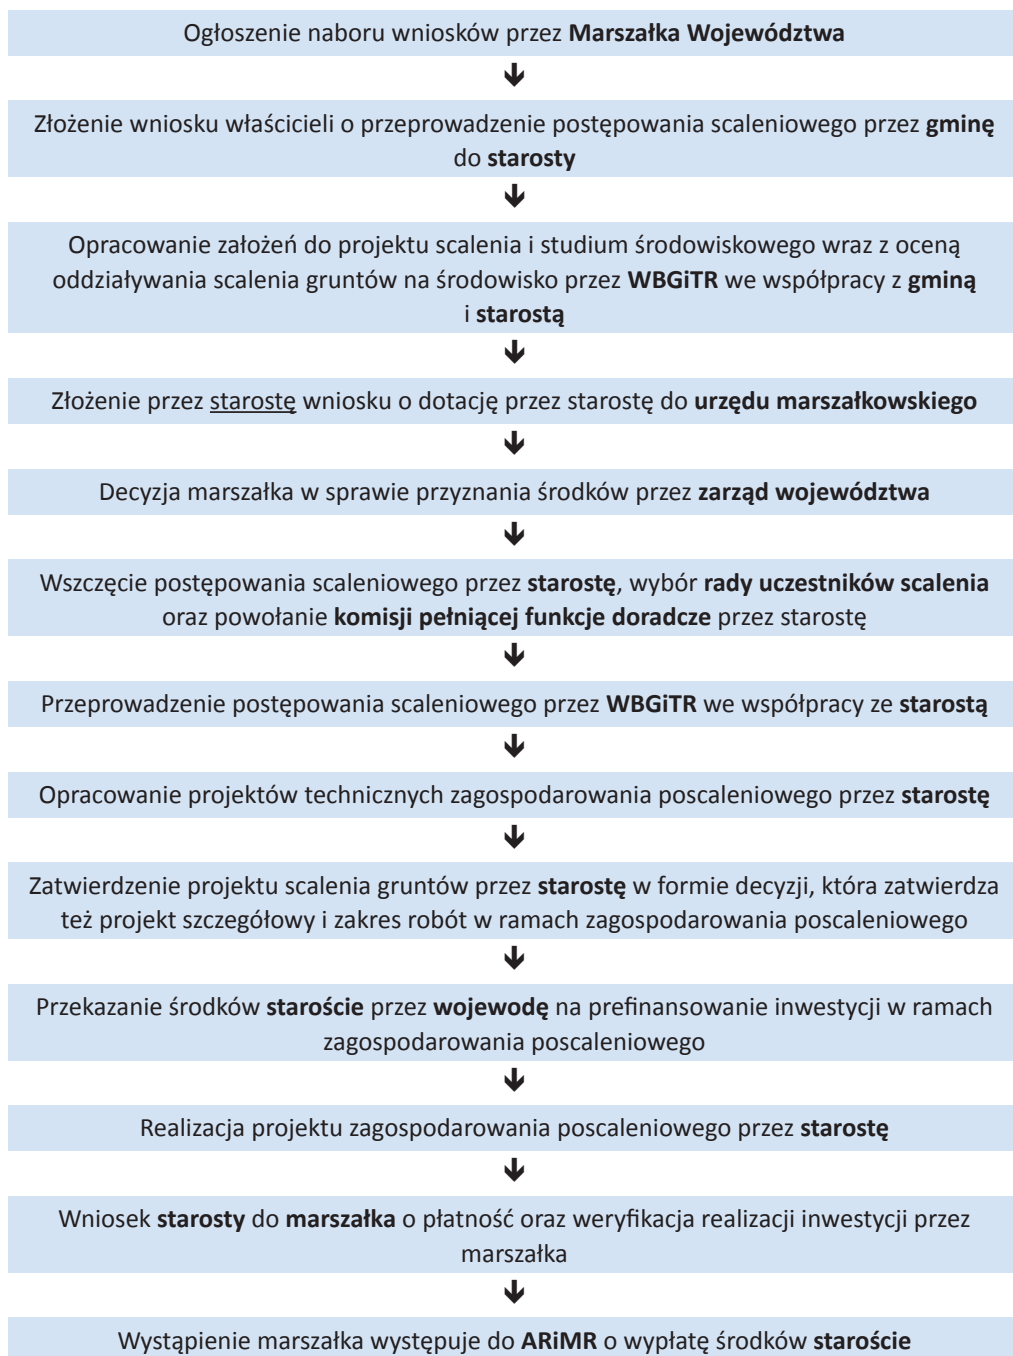 Ogłoszenie naboru wniosków przez Marszałka Województwa
Złożenie wniosku właścicieli o przeprowadzenie postępowania scaleniowego przez gminę
do starosty
Opracowanie założeń do projektu scalenia i studium środowiskowego wraz z oceną
oddziaływania scalenia gruntów na środowisko przez WBGiTR we współpracy z gminą
i starostą
Złożenie przez starostę wniosku o dotację przez starostę do urzędu marszałkowskiego
Decyzja marszałka w sprawie przyznania środków przez zarząd województwa
Wszczęcie postępowania scaleniowego przez starostę, wybór rady uczestników scalenia
oraz powołanie komisji pełniącej funkcje doradcze przez starostę
Przeprowadzenie postępowania scaleniowego przez WBGiTR we współpracy ze starostą
Opracowanie projektów technicznych zagospodarowania poscaleniowego przez starostę
Zatwierdzenie projektu scalenia gruntów przez starostę w formie decyzji, która zatwierdza
też projekt szczegółowy i zakres robót w ramach zagospodarowania poscaleniowego
Przekazanie środków staroście przez wojewodę na prefinansowanie inwestycji w ramach
zagospodarowania poscaleniowego
Realizacja projektu zagospodarowania poscaleniowego przez starostę
Wniosek starosty do marszałka o płatność oraz weryfikacja realizacji inwestycji przez
marszałka
Wystąpienie marszałka występuje do ARiMR o wypłatę środków staroście